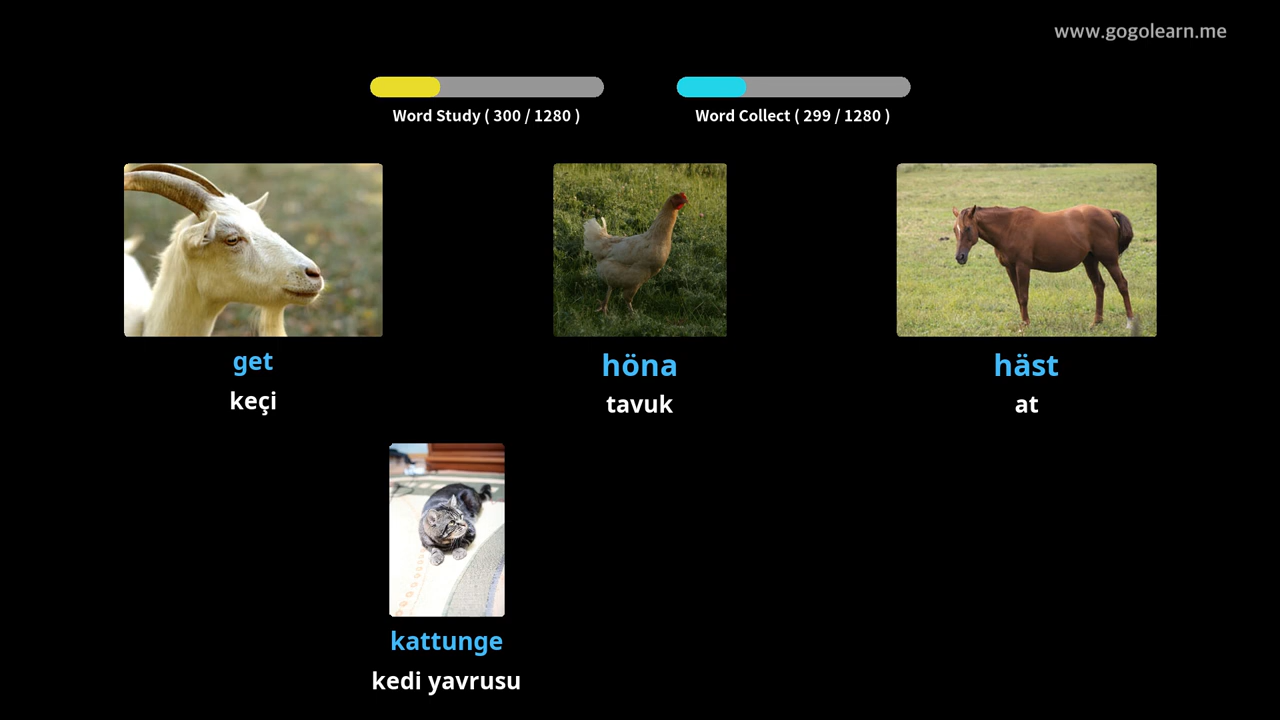 www.gogolearn.me
Word Study ( 300 / 1280 )
Word Collect ( 299 / 1280 )
get
keçi
höna
tavuk
häst
at
kattunge
kedi yavrusu